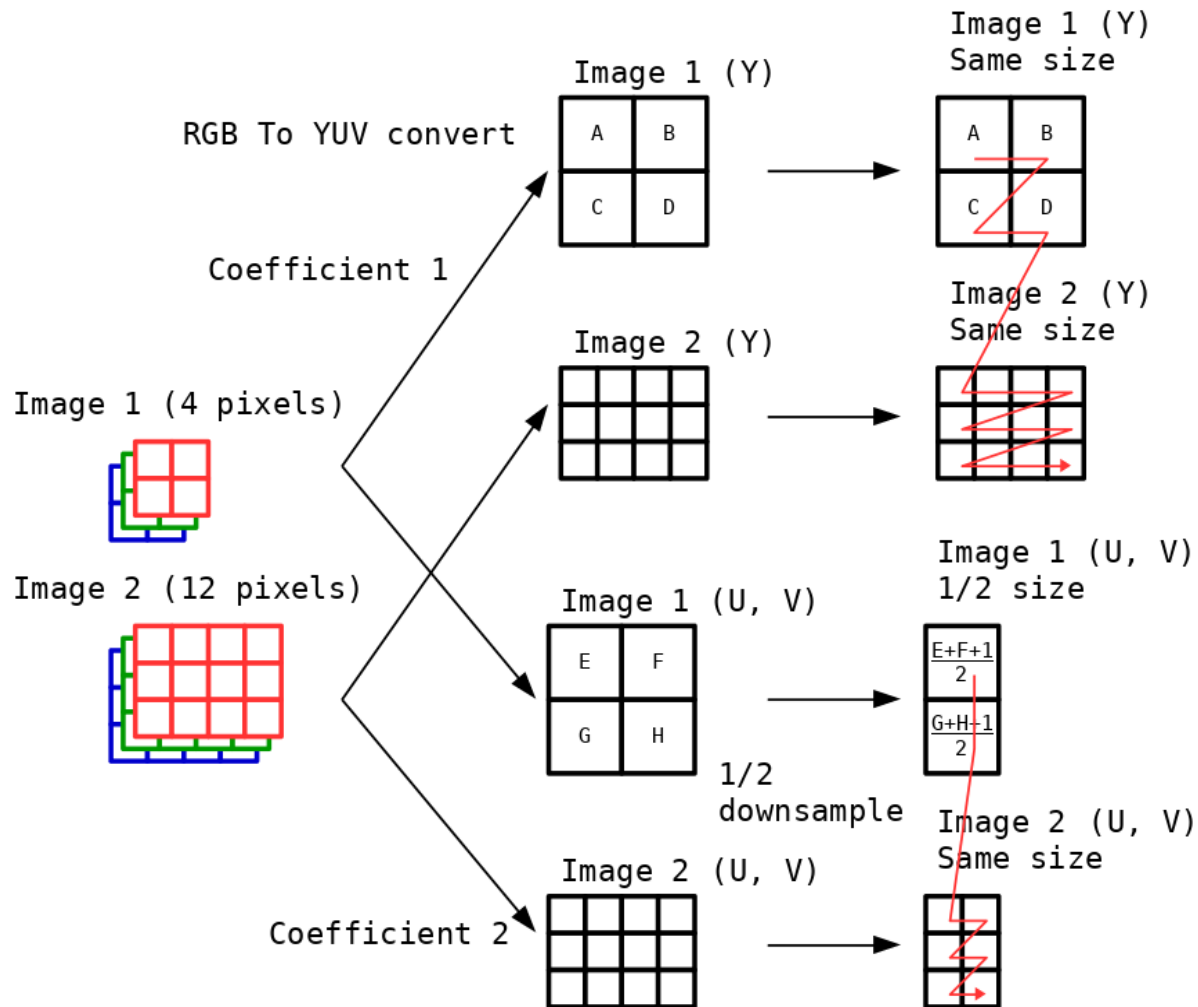 Image 1 (Y)
Same size
Image 1 (Y)
RGB To YUV convert
A
B
C
D
A
B
C
D
Coefficient 1
Image 2 (Y)
Same size
Image 2 (Y)
Image 1 (4 pixels)
Image 2 (12 pixels)
Image 1 (U, V)
1/2 size
Image 1 (U, V)
E
F
G
H
E+F+1
2
G+H+1
2
1/2
downsample
Image 2 (U, V)
Same size
Image 2 (U, V)
Coefficient 2